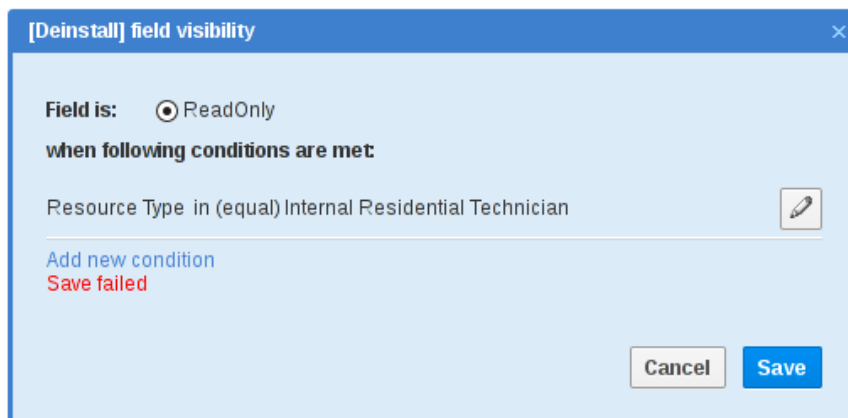 [Deinstall] field visibility
Field is: ReadOnly
when following conditions are met:
Resource Type in (equal) Internal Residential Technician
Add new condition
Save failed
Cancel Save